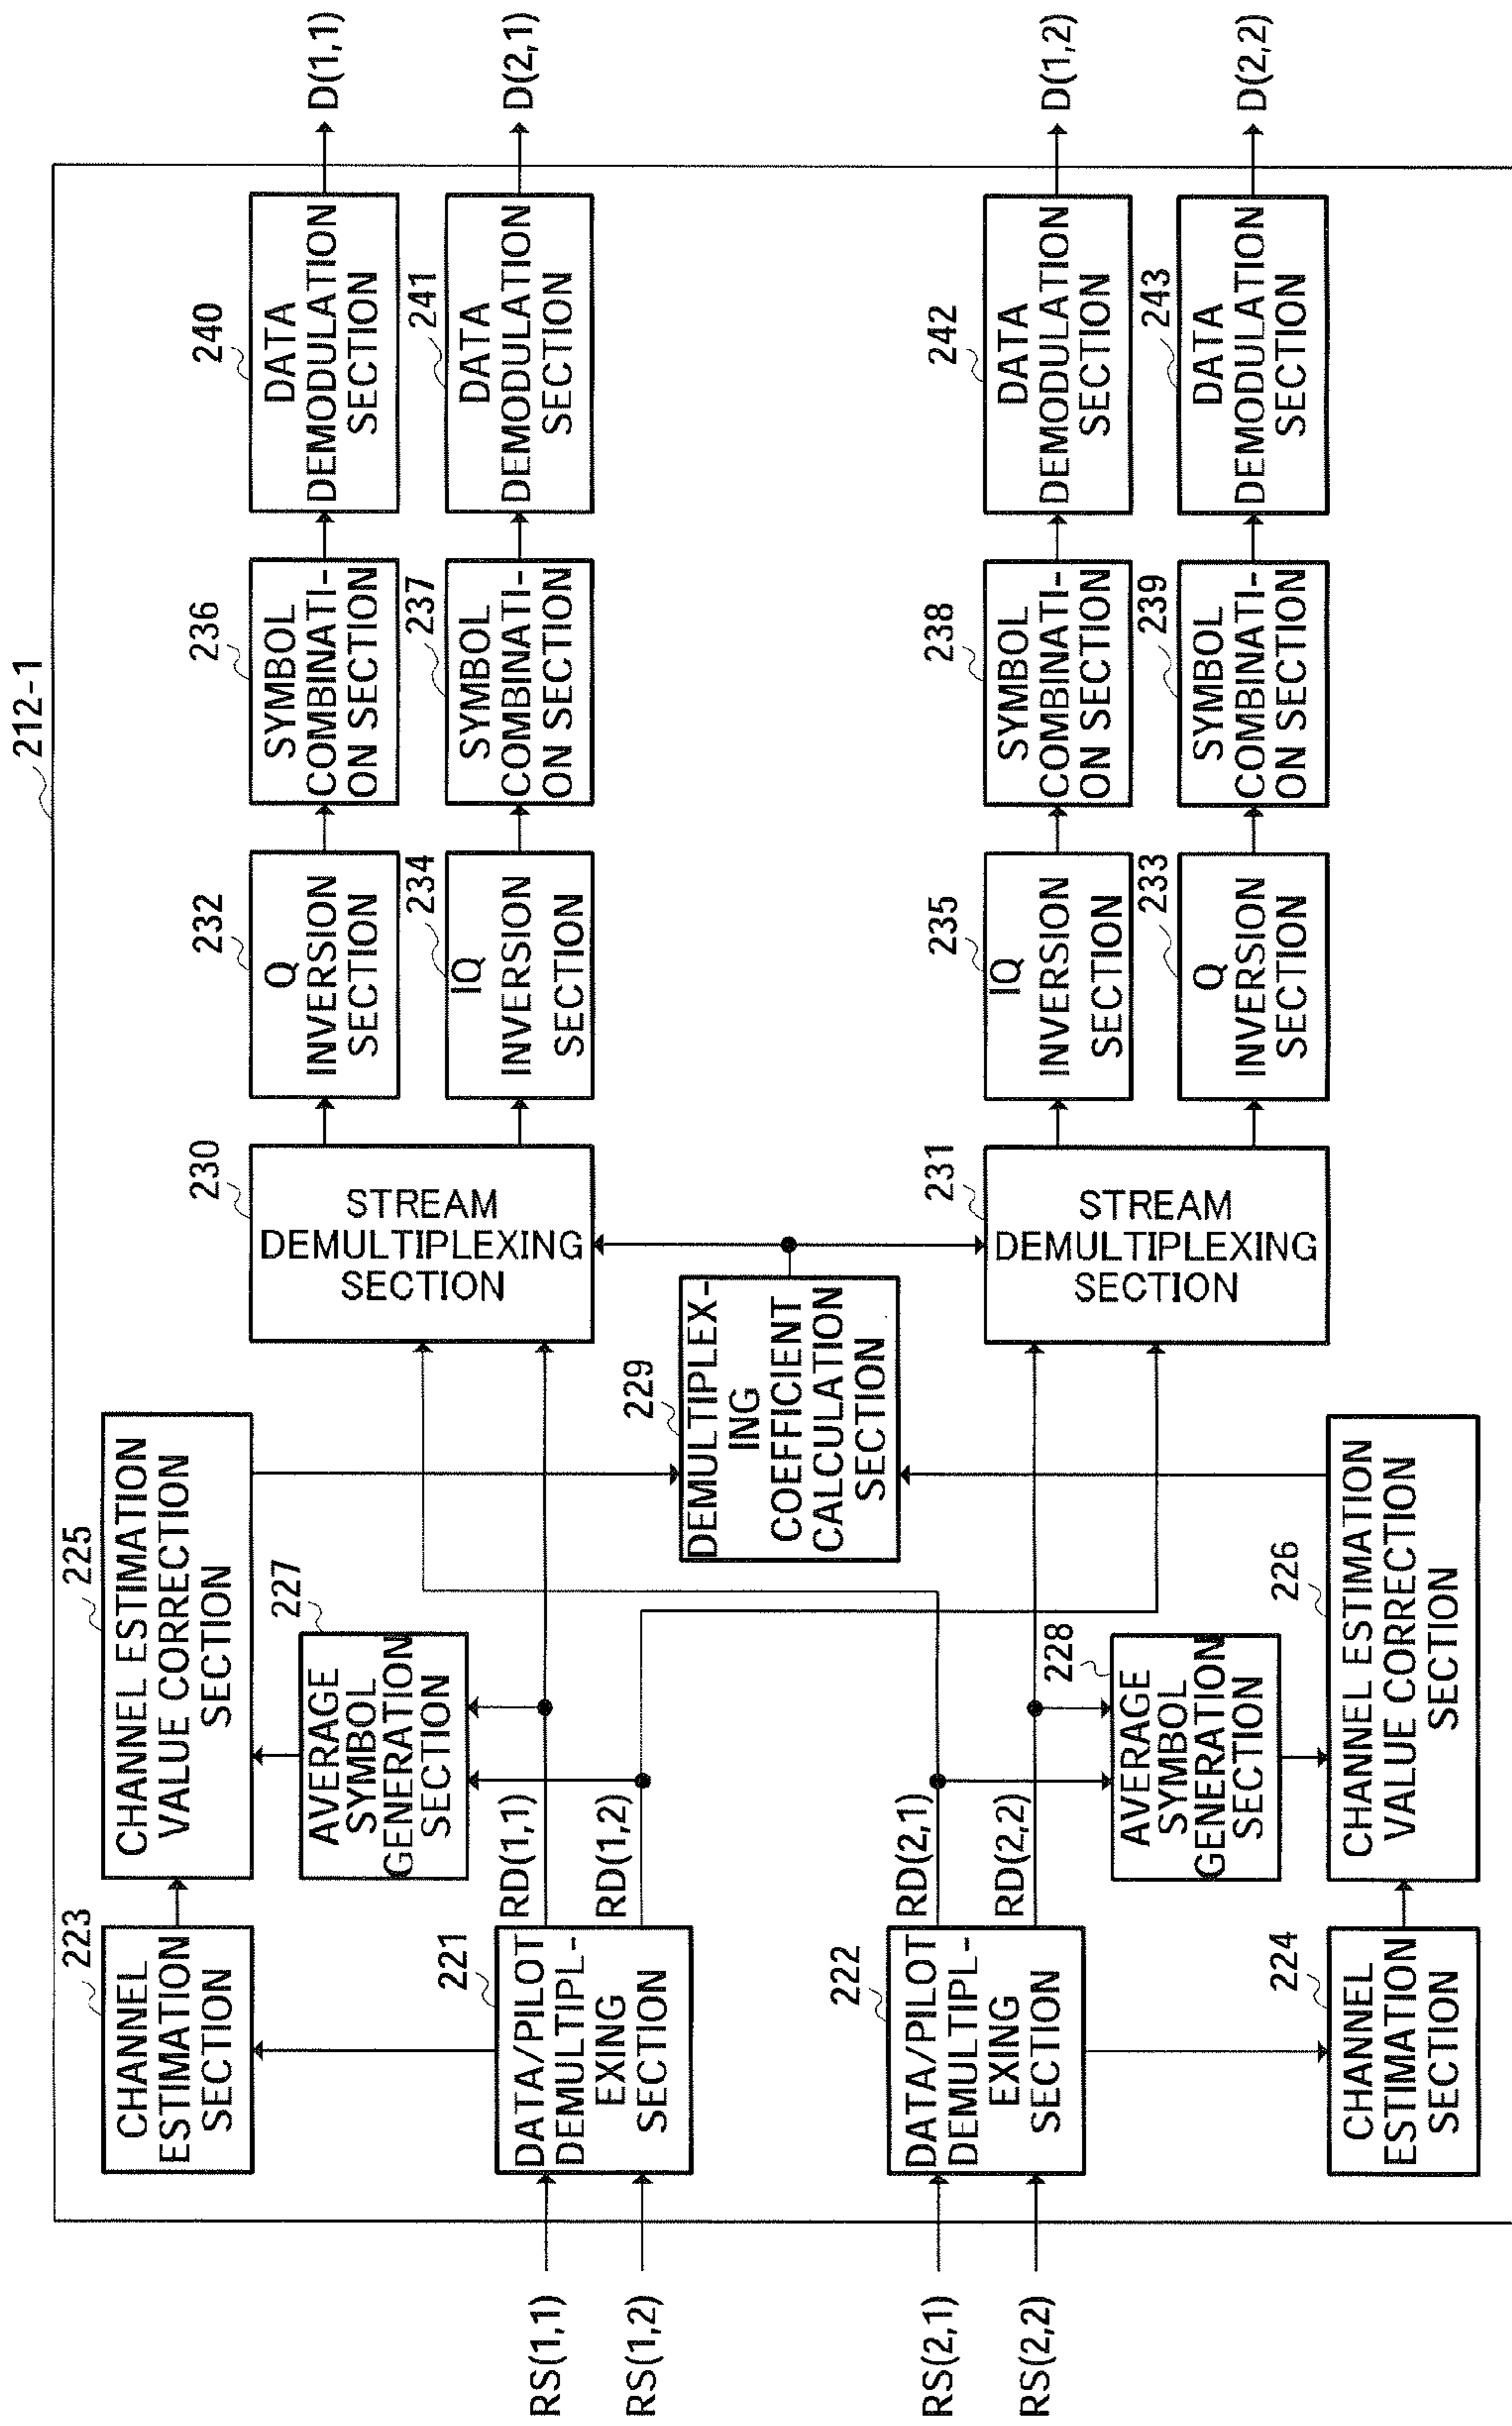 212-1
223
CHANNEL
ESTIMATION
SECTION
225
CHANNEL ESTIMATION
VALUE CORRECTION
SECTION
227
AVERAGE
SYMBOL
GENERATION
SECTION
RS(1,1)
RS(1,2)
221
DATA/PILOT
DEMULTIPL-
EXING
SECTION
RD(1,1)
RD(1,2)
RS(2,1)
RS(2,2)
222
DATA/PILOT
DEMULTIPL-
EXING
SECTION
RD(2,1)
RD(2,2)
228
AVERAGE
SYMBOL
GENERATION
SECTION
224
CHANNEL
ESTIMATION
SECTION
226
CHANNEL ESTIMATION
VALUE CORRECTION
SECTION
229
DEMULTIPLEX-
ING
COEFFICIENT
CALCULATION
SECTION
230
STREAM
DEMULTIPLEXING
SECTION
232
Q
INVERSION
SECTION
236
SYMBOL
COMBINATI-
ON SECTION
240
DATA
DEMODULATION
SECTION
D(1,1)
234
IQ
INVERSION
SECTION
237
SYMBOL
COMBINATI-
ON SECTION
241
DATA
DEMODULATION
SECTION
D(2,1)
231
STREAM
DEMULTIPLEXING
SECTION
235
IQ
INVERSION
SECTION
238
SYMBOL
COMBINATI-
ON SECTION
242
DATA
DEMODULATION
SECTION
D(1,2)
233
Q
INVERSION
SECTION
239
SYMBOL
COMBINATI-
ON SECTION
243
DATA
DEMODULATION
SECTION
D(2,2)